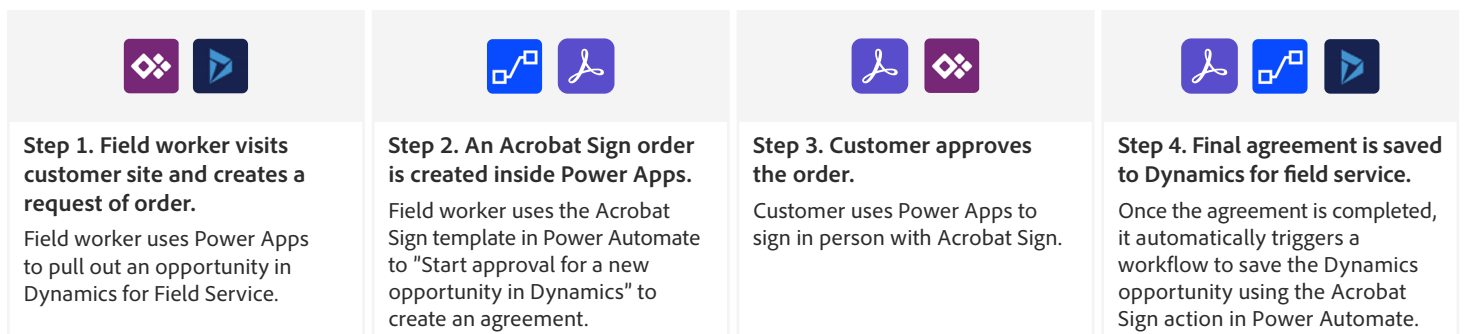 Step 1. Field worker visits
customer site and creates a
request of order.
Field worker uses Power Apps
to pull out an opportunity in
Dynamics for Field Service.
Step 2. An Acrobat Sign order
is created inside Power Apps.
Field worker uses the Acrobat
Sign template in Power Automate
to "Start approval for a new
opportunity in Dynamics" to
create an agreement.
Step 3. Customer approves
the order.
Customer uses Power Apps to
sign in person with Acrobat Sign.
Step 4. Final agreement is saved
to Dynamics for field service.
Once the agreement is completed,
it automatically triggers a
workflow to save the Dynamics
opportunity using the Acrobat
Sign action in Power Automate.